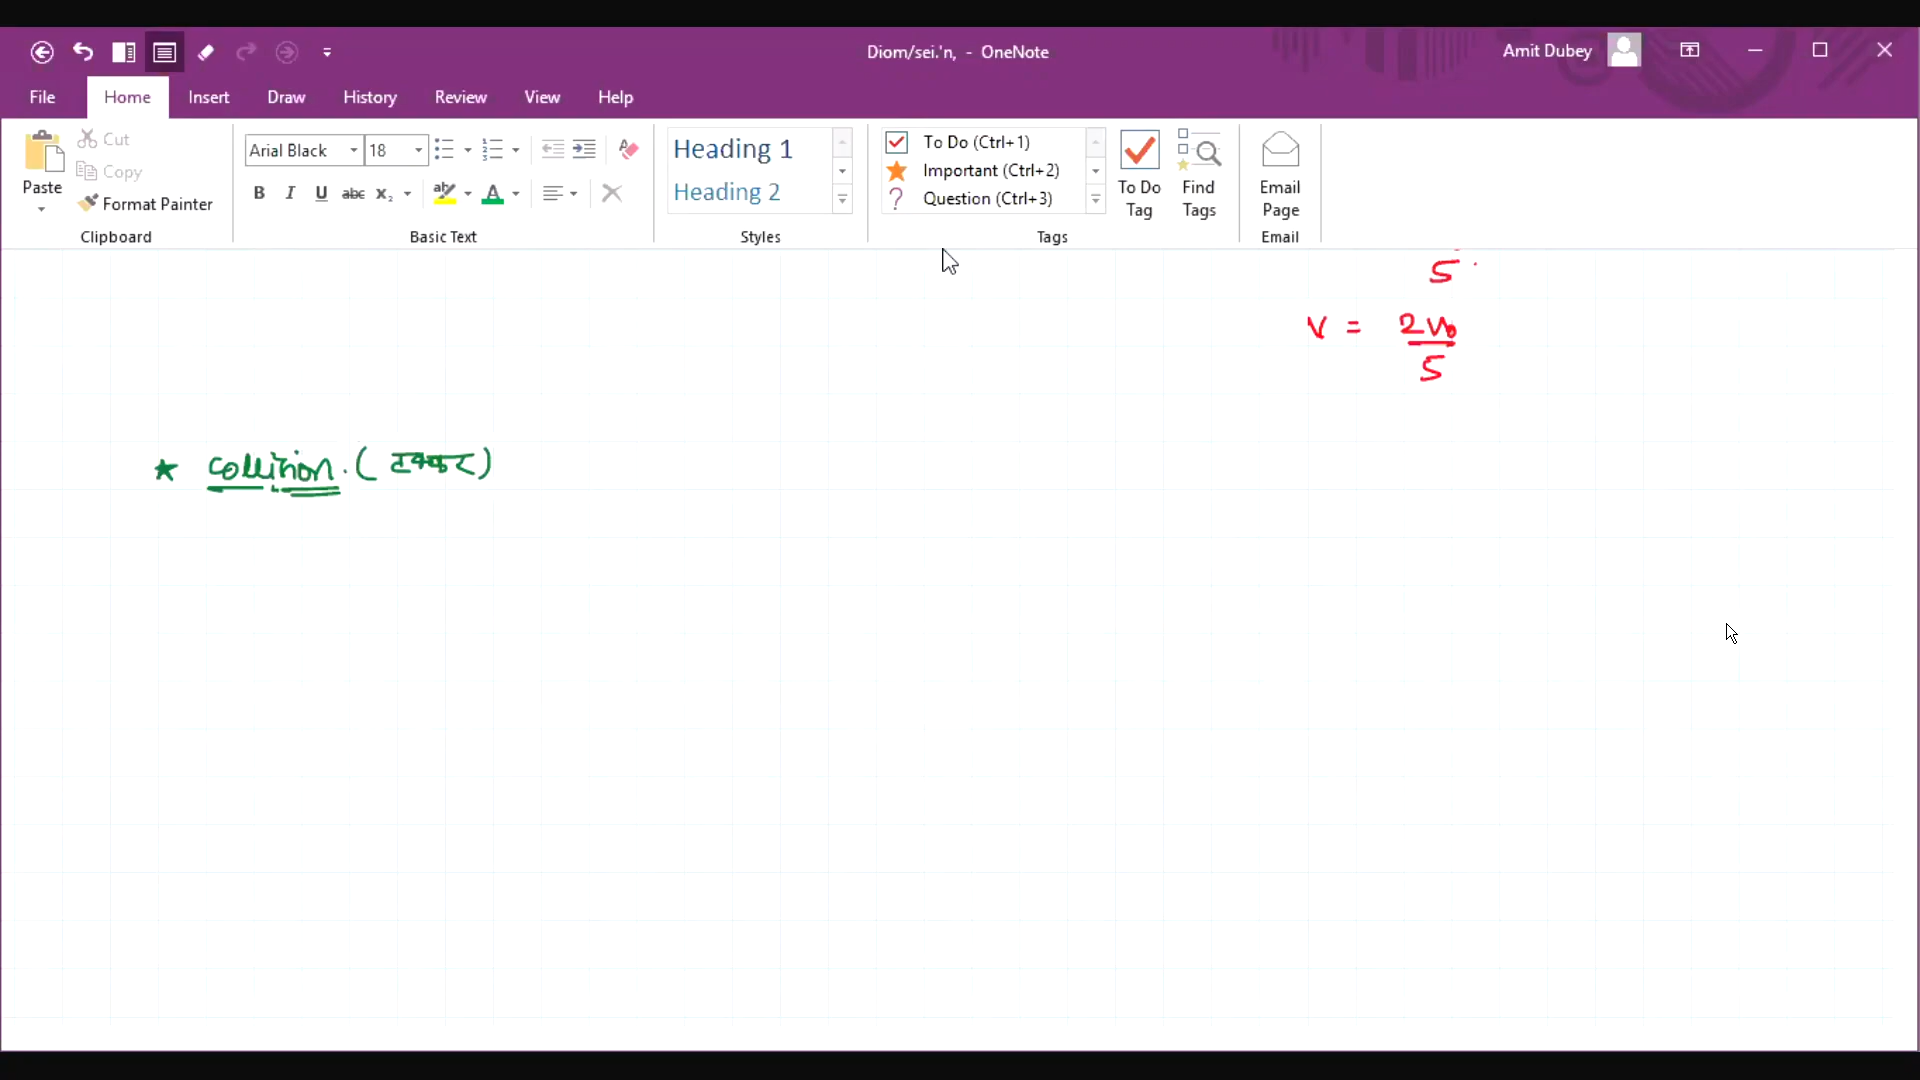 Diom/sei.'n, - OneNote
Amit Dubey
File Home Insert Draw History Review View Help
Paste
Cut
Copy
Format Painter
Clipboard
Arial Black 18
B I U abc X₂ aby A
Basic Text
Heading 1
Heading 2
Styles
To Do (Ctrl+1)
Important (Ctrl+2)
Question (Ctrl+3)
Tags
To Do Tag
Find Tags
Email Page
Email
5
v = 2v₀
5
★ collision. (टक्कर)